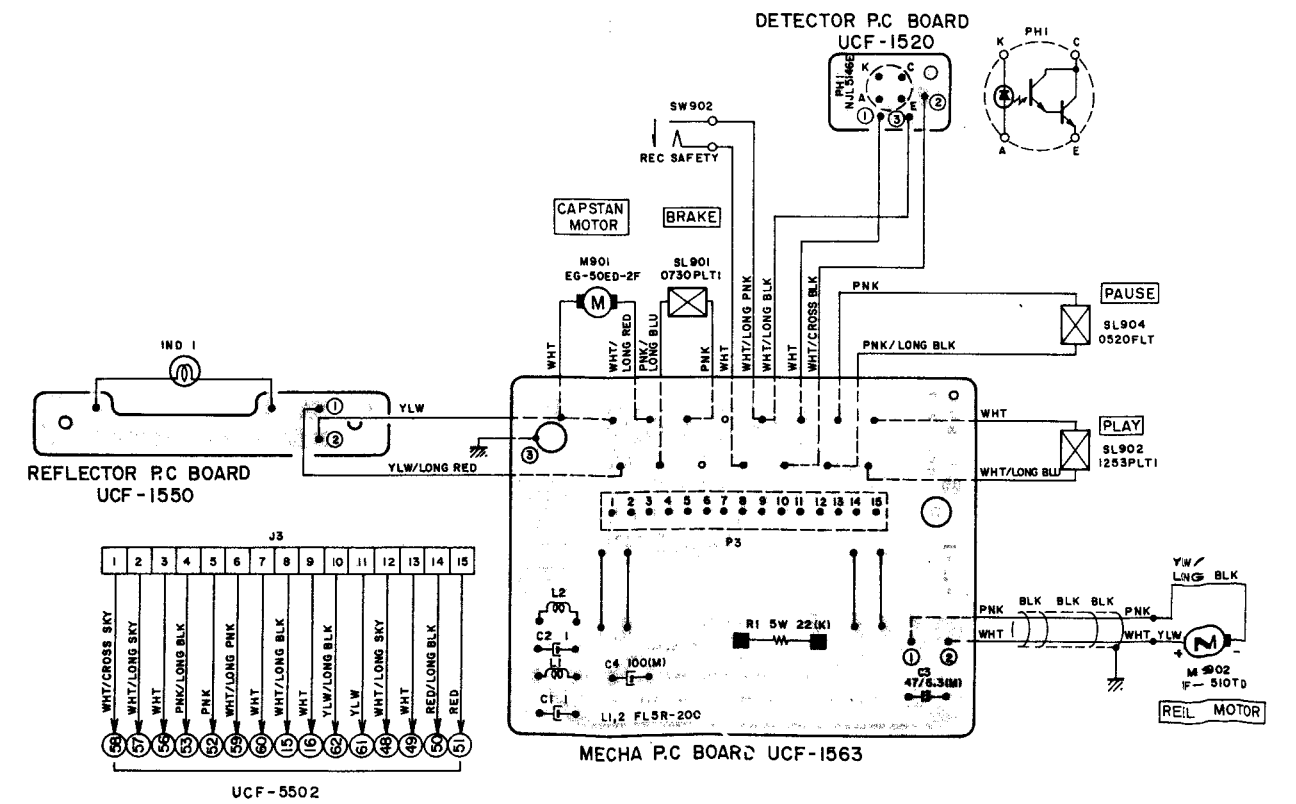 DETECTOR P.C BOARD
UCF-1520
PH1
K
C
A
E
PH1
NJL5146E
K
C
A
E
1
3
2
SW902
REC SAFETY
CAPSTAN
MOTOR
BRAKE
M901
EG-50ED-2F
M
SL901
0730PLT1
WHT
WHT/
LONG RED
PNK/
LONG BLU
PNK
WHT
WHT/LONG PNK
WHT/LONG BLK
WHT
WHT/CROSS BLK
PNK
PAUSE
SL904
0520FLT
PNK/LONG BLK
IND 1
1
2
YLW
YLW/LONG RED
3
REFLECTOR P.C BOARD
UCF-1550
WHT
PLAY
SL902
1253PLT1
WHT/LONG BLU
1 2 3 4 5 6 7 8 9 10 11 12 13 14 15
P3
J3
1 2 3 4 5 6 7 8 9 10 11 12 13 14 15
WHT/CROSS SKY
WHT/LONG SKY
WHT
PNK/LONG BLK
PNK
WHT/LONG PNK
WHT
WHT/LONG BLK
WHT
YLW/LONG BLK
YLW
WHT/LONG SKY
WHT
RED/LONG BLK
RED
58 57 56 53 52 59 60 15 16 62 61 48 49 50 51
UCF-5502
L2
C2 1
L1
C1 1
C4 100(M)
L1,2 FL5R-200
R1 5W 22(K)
1
2
C3
47/6.3(M)
PNK
WHT
BLK BLK BLK
PNK
WHT
YLW
YLW/
LONG BLK
+
-
M902
510TD
REEL MOTOR
MECHA P.C BOARD UCF-1563